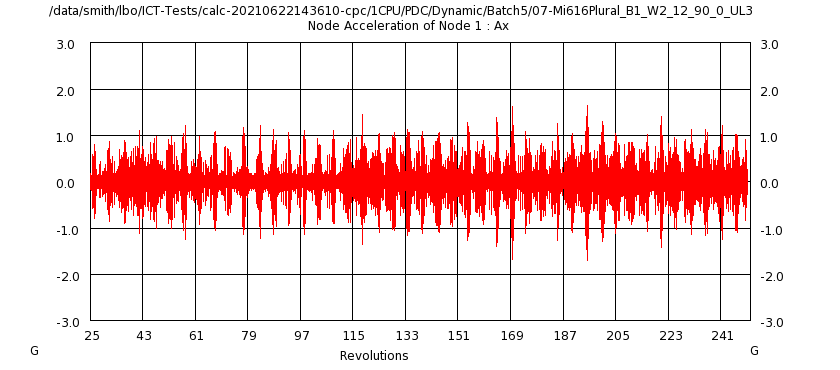 /data/smith/lbo/ICT-Tests/calc-20210622143610-cpc/1CPU/PDC/Dynamic/Batch5/07-Mi616Plural_B1_W2_12_90_0_UL3
Node Acceleration of Node 1 : Ax
3.0 3.0
2.0 2.0
1.0 1.0
0.0 0.0
-1.0 -1.0
-2.0 -2.0
-3.0 -3.0
25 43 61 79 97 115 133 151 169 187 205 223 241
G Revolutions G